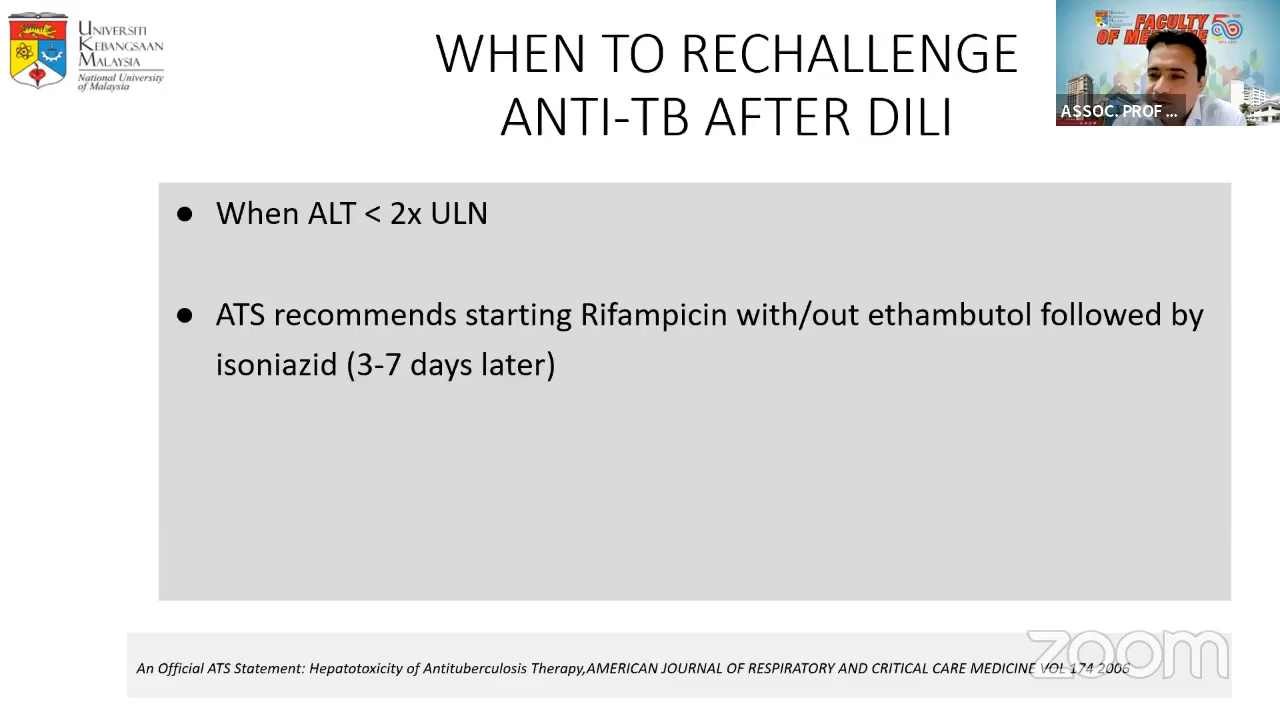 UNIVERSITI
KEBANGSAAN
MALAYSIA
National University
of Malaysia
WHEN TO RECHALLENGE
ANTI-TB AFTER DILI
FACULTY
OF
ASSOC. PROF ...
● When ALT < 2x ULN
● ATS recommends starting Rifampicin with/out ethambutol followed by
isoniazid (3-7 days later)
An Official ATS Statement: Hepatotoxicity of Antituberculosis Therapy,AMERICAN JOURNAL OF RESPIRATORY AND CRITICAL CARE MEDICINE VOL 174 2006
zoom